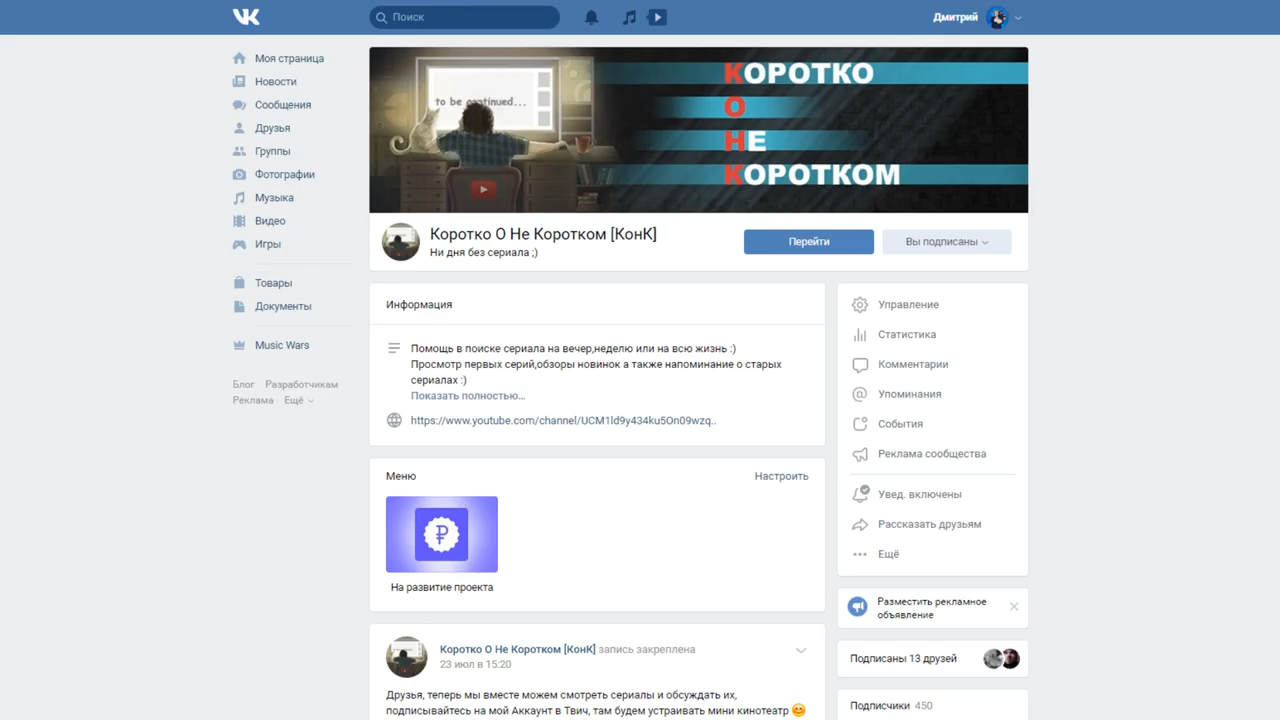 Поиск
Дмитрий
Моя страница
Новости
Сообщения
Друзья
Группы
Фотографии
Музыка
Видео
Игры
Товары
Документы
Music Wars
Блог Разработчикам
Реклама Ещё
to be continued...
КОРОТКО
О
НЕ
КОРОТКОМ
Коротко О Не Коротком [КонК]
Ни дня без сериала ;)
Перейти
Вы подписаны
Информация
Помощь в поиске сериала на вечер,неделю или на всю жизнь :)
Просмотр первых серий,обзоры новинок а также напоминание о старых
сериалах :)
Показать полностью...
https://www.youtube.com/channel/UCM1ld9y434ku5On09wzq..
Меню
Настроить
На развитие проекта
Коротко О Не Коротком [КонК] запись закреплена
23 июл в 15:20
Друзья, теперь мы вместе можем смотреть сериалы и обсуждать их,
подписывайтесь на мой Аккаунт в Твич, там будем устраивать мини кинотеатр 😊
Управление
Статистика
Комментарии
Упоминания
События
Реклама сообщества
Увед. включены
Рассказать друзьям
Ещё
Разместить рекламное
объявление
Подписаны 13 друзей
Подписчики 450